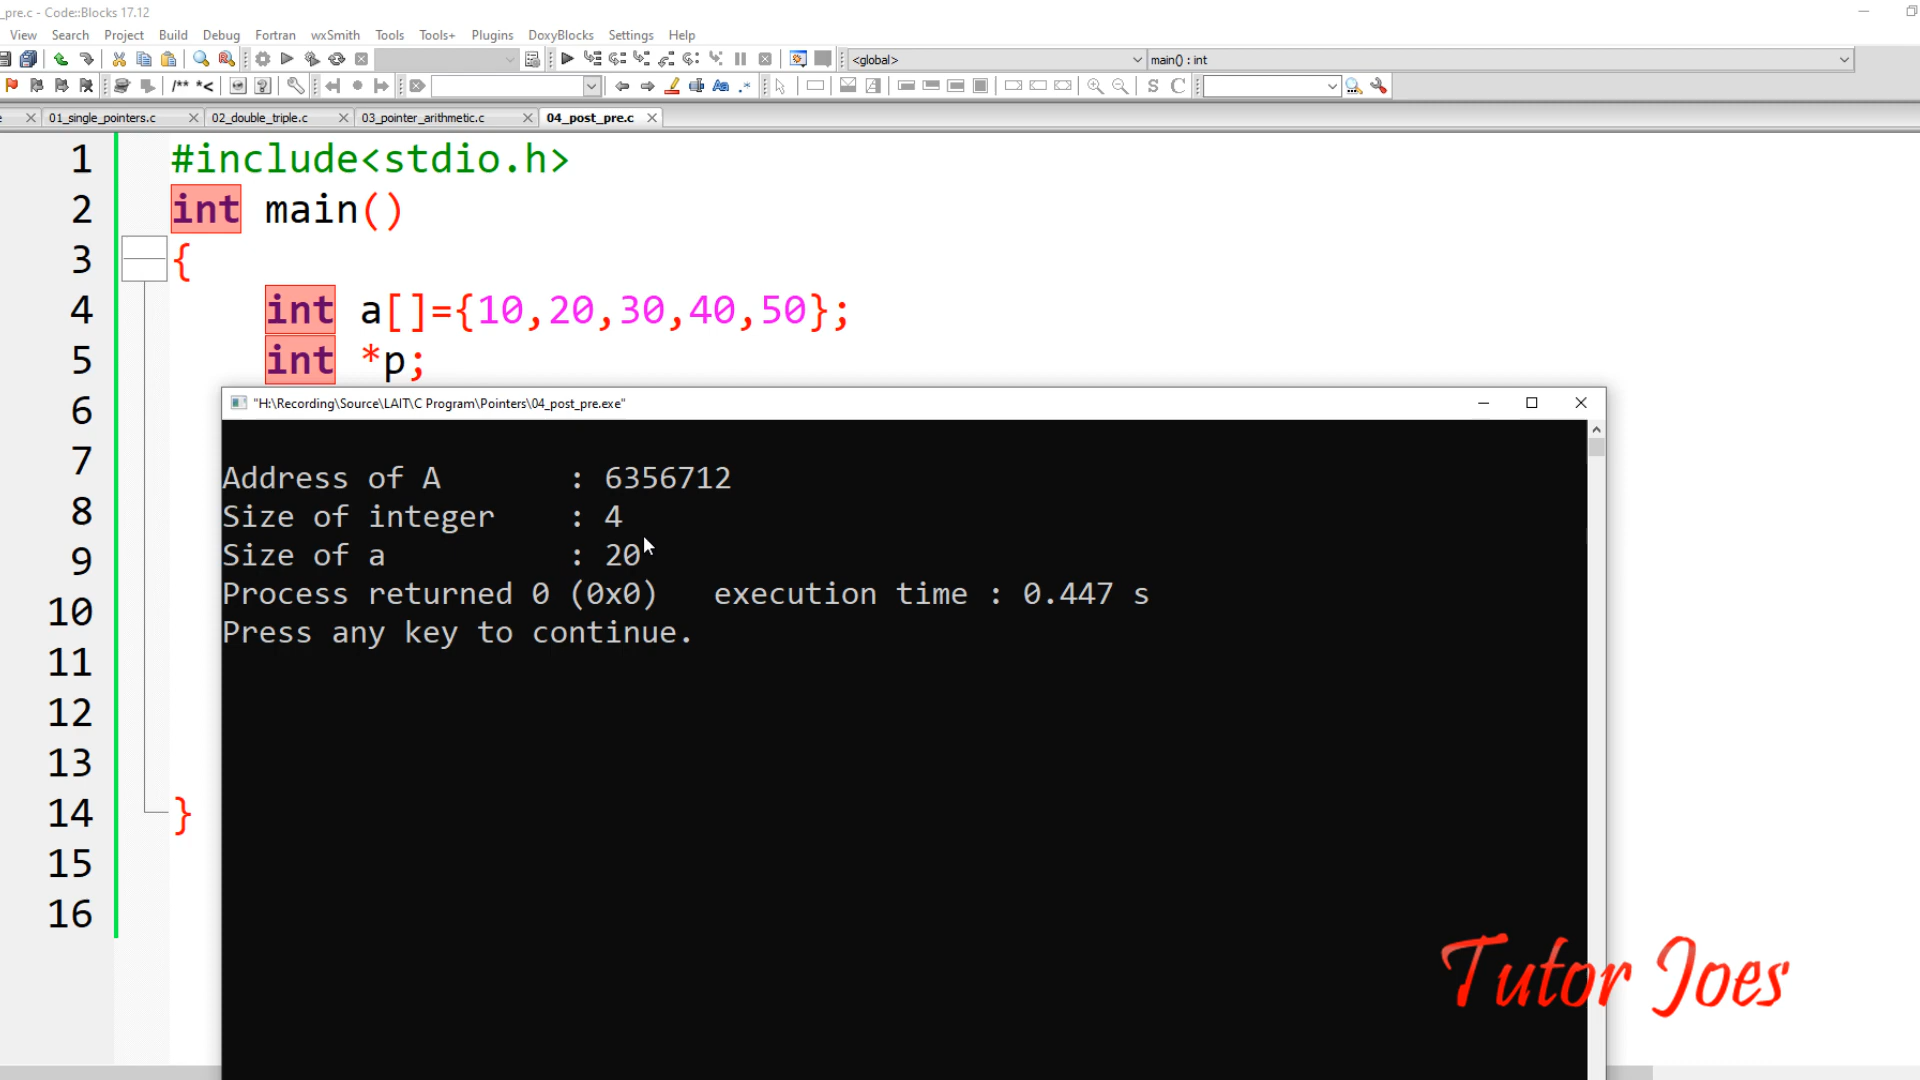 _pre.c - Code::Blocks 17.12
View Search Project Build Debug Fortran wxSmith Tools Tools+ Plugins DoxyBlocks Settings Help
<global> main() : int
/** *<
Aa .* S C
01_single_pointers.c 02_double_triple.c 03_pointer_arithmetic.c 04_post_pre.c
1 #include<stdio.h>
2 int main()
3 {
4 int a[]={10,20,30,40,50};
5 int *p;
6
7
8
9
10
11
12
13
14 }
15
16
"H:\Recording\Source\LAIT\C Program\Pointers\04_post_pre.exe"
Address of A : 6356712
Size of integer : 4
Size of a : 20
Process returned 0 (0x0) execution time : 0.447 s
Press any key to continue.
Tutor Joes